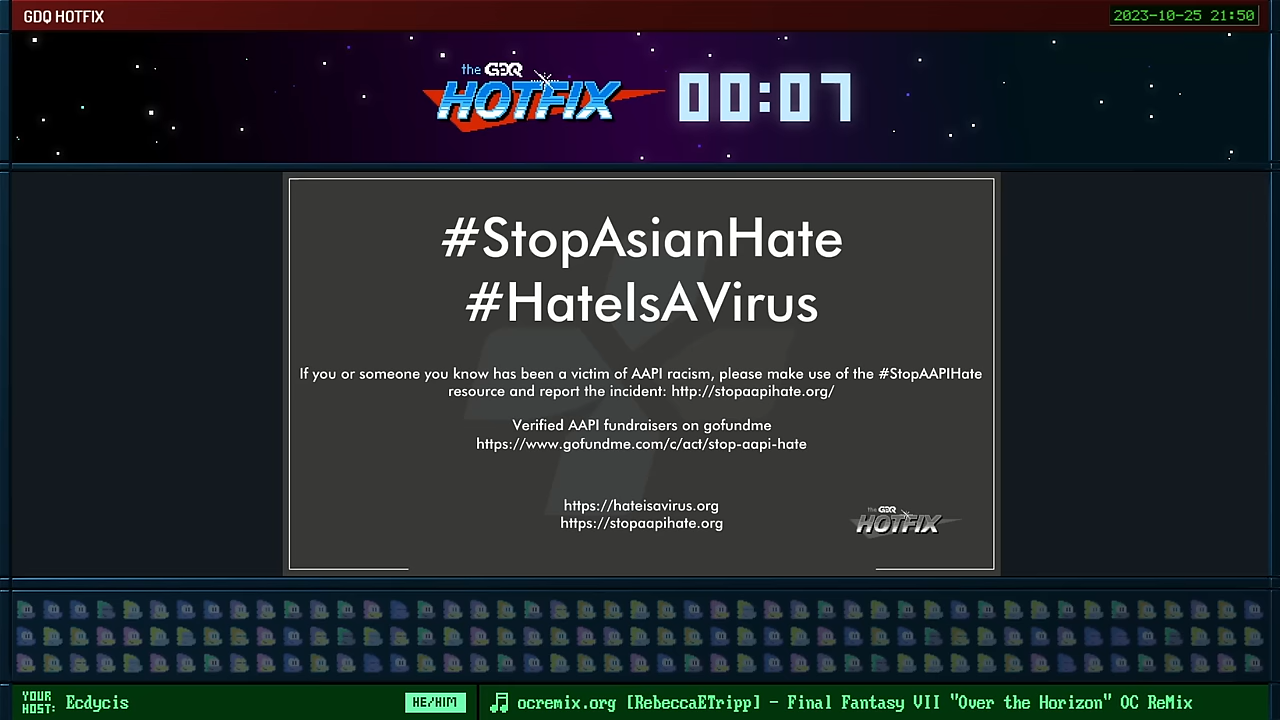 GDQ HOTFIX
2023-10-25 21:50
the GDQ
HOTFIX
00:07
#StopAsianHate
#HateIsAVirus
If you or someone you know has been a victim of AAPI racism, please make use of the #StopAAPIHate
resource and report the incident: http://stopaapihate.org/
Verified AAPI fundraisers on gofundme
https://www.gofundme.com/c/act/stop-aapi-hate
https://hateisavirus.org
https://stopaapihate.org
the GDQ
HOTFIX
YOUR
HOST:
Ecdycis
HE/HIM
ocremix.org [RebeccaETripp] - Final Fantasy VII "Over the Horizon" OC ReMix